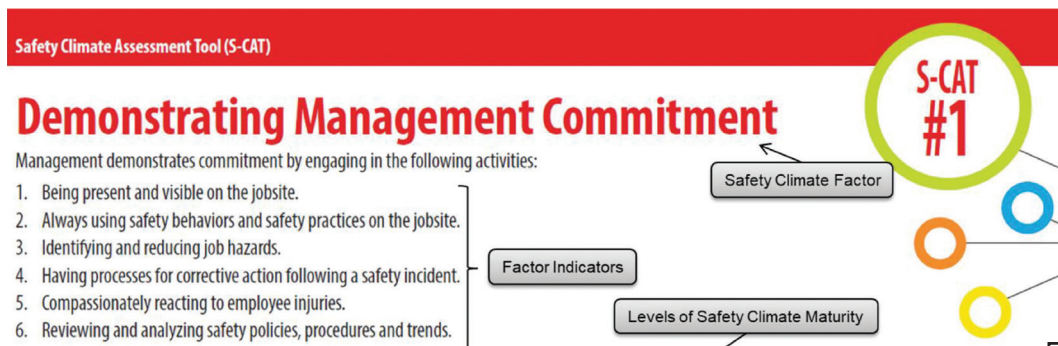 Safety Climate Assessment Tool (S-CAT)
S-CAT
#1
Demonstrating Management Commitment
Management demonstrates commitment by engaging in the following activities:
Safety Climate Factor
1. Being present and visible on the jobsite.
2. Always using safety behaviors and safety practices on the jobsite.
3. Identifying and reducing job hazards.
4. Having processes for corrective action following a safety incident.
5. Compassionately reacting to employee injuries.
6. Reviewing and analyzing safety policies, procedures and trends.
Factor Indicators
Levels of Safety Climate Maturity